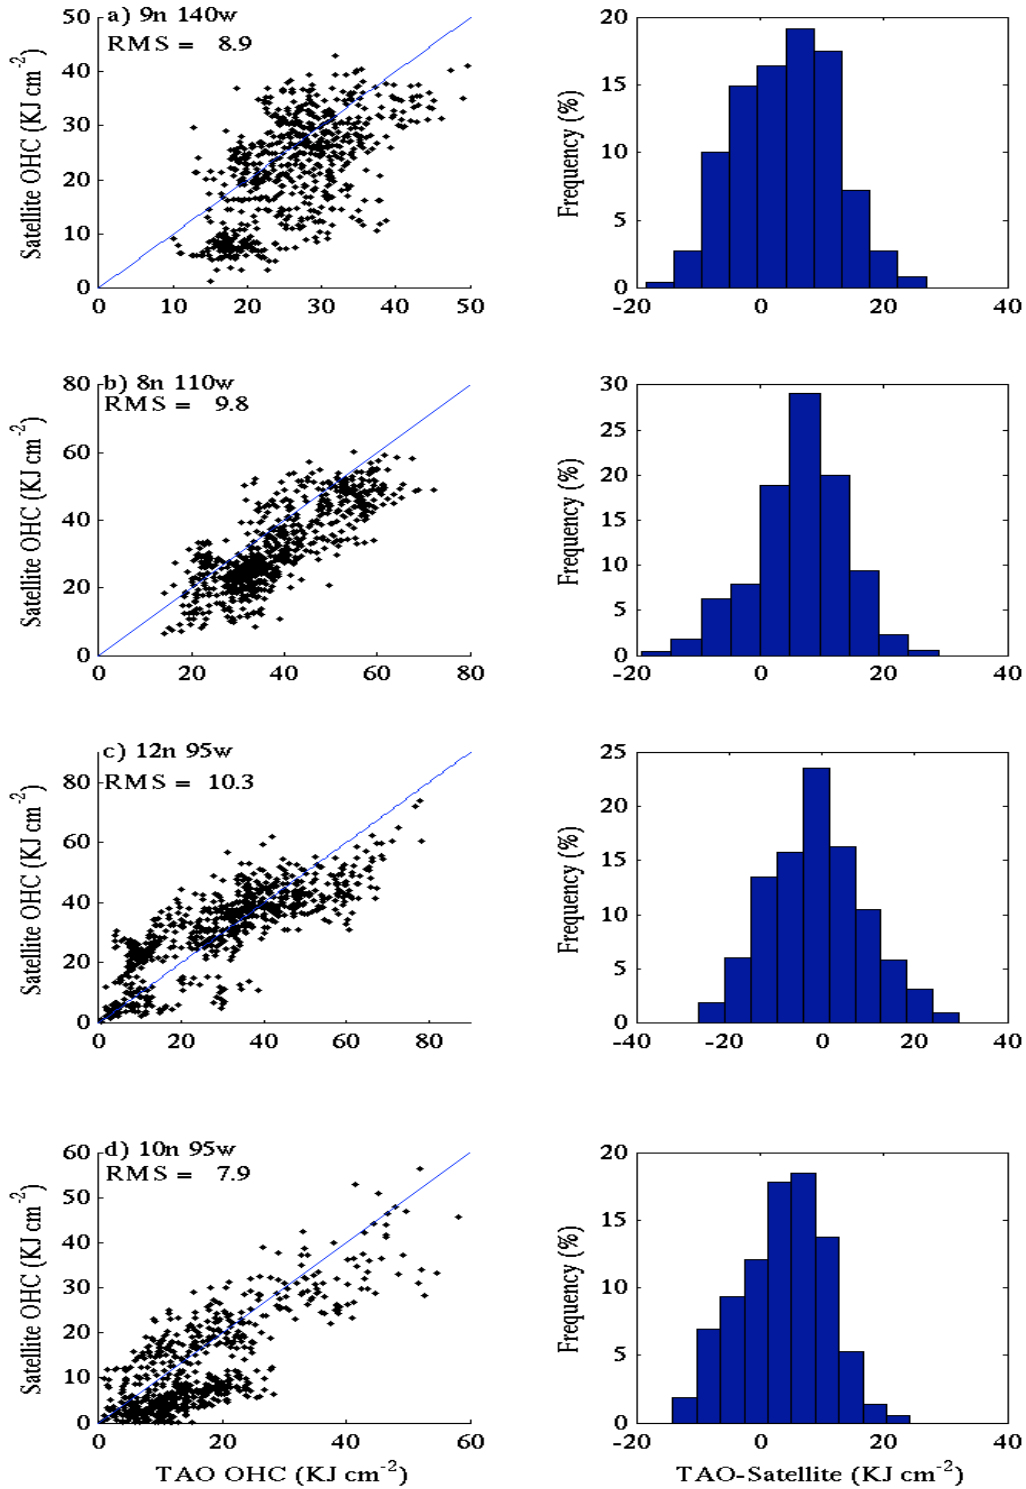 a) 9n 140w
RMS = 8.9
Satellite OHC (KJ cm-2)
50
40
30
20
10
0
0 10 20 30 40 50
Frequency (%)
20
15
10
5
0
-20 0 20 40
b) 8n 110w
RMS = 9.8
Satellite OHC (KJ cm-2)
80
60
40
20
0
0 20 40 60 80
Frequency (%)
30
25
20
15
10
5
0
-20 0 20 40
c) 12n 95w
RMS = 10.3
Satellite OHC (KJ cm-2)
80
60
40
20
0
0 20 40 60 80
Frequency (%)
25
20
15
10
5
0
-40 -20 0 20 40
d) 10n 95w
RMS = 7.9
Satellite OHC (KJ cm-2)
60
50
40
30
20
10
0
0 20 40 60
TAO OHC (KJ cm-2)
Frequency (%)
20
15
10
5
0
-20 0 20 40
TAO-Satellite (KJ cm-2)